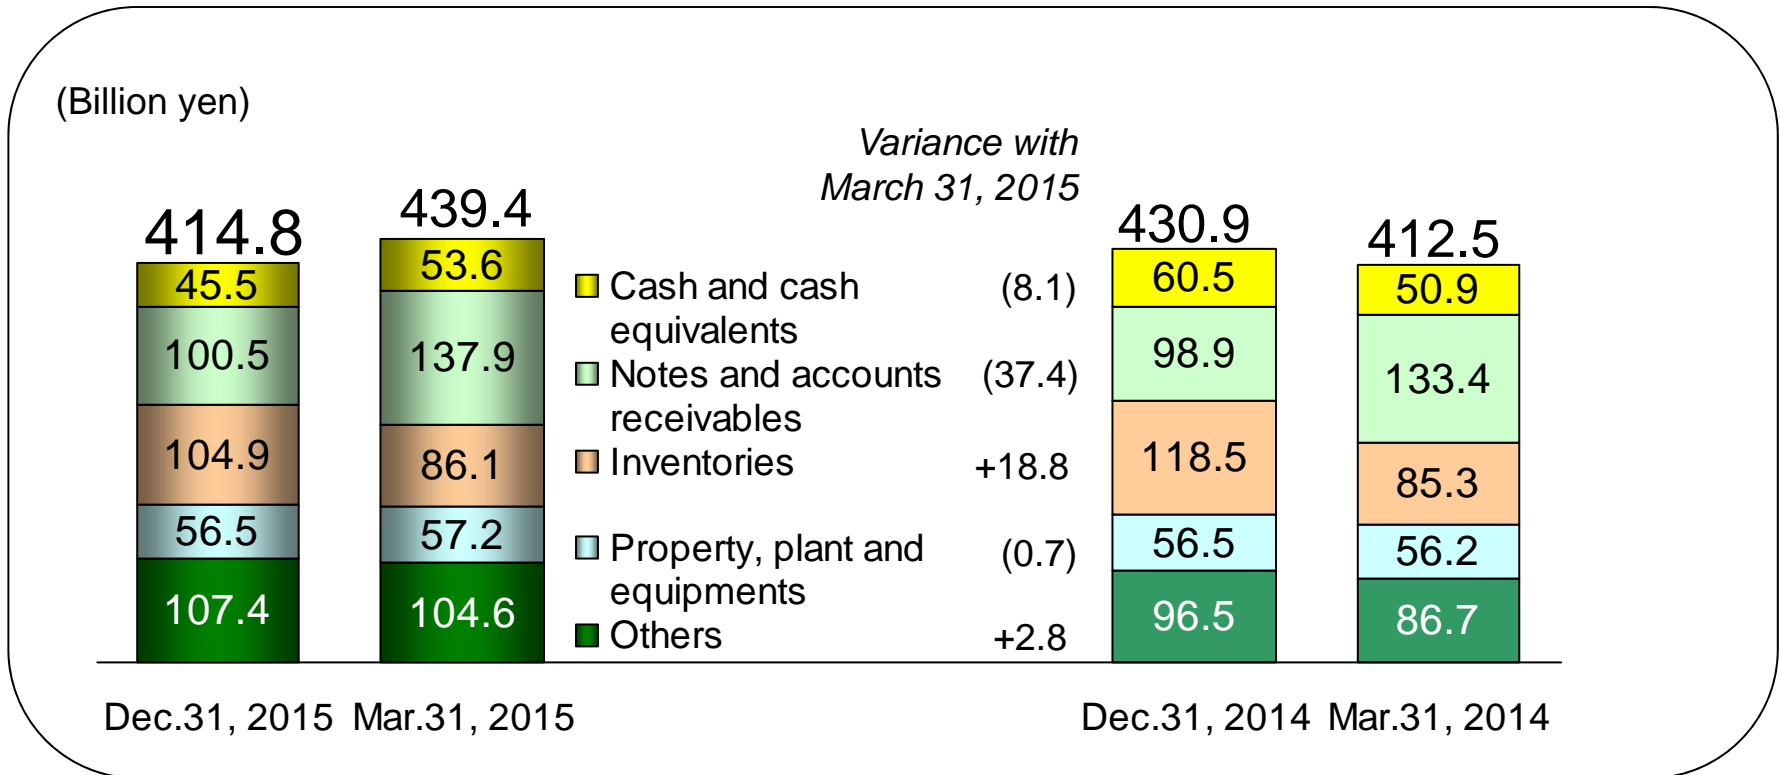 (Billion yen)
Variance with
March 31, 2015
414.8
439.4
430.9
412.5
45.5
53.6
Cash and cash
equivalents
(8.1)
60.5
50.9
100.5
137.9
Notes and accounts
receivables
(37.4)
98.9
133.4
104.9
86.1
Inventories
+18.8
118.5
85.3
56.5
57.2
Property, plant and
equipments
(0.7)
56.5
56.2
107.4
104.6
Others
+2.8
96.5
86.7
Dec.31, 2015 Mar.31, 2015
Dec.31, 2014 Mar.31, 2014